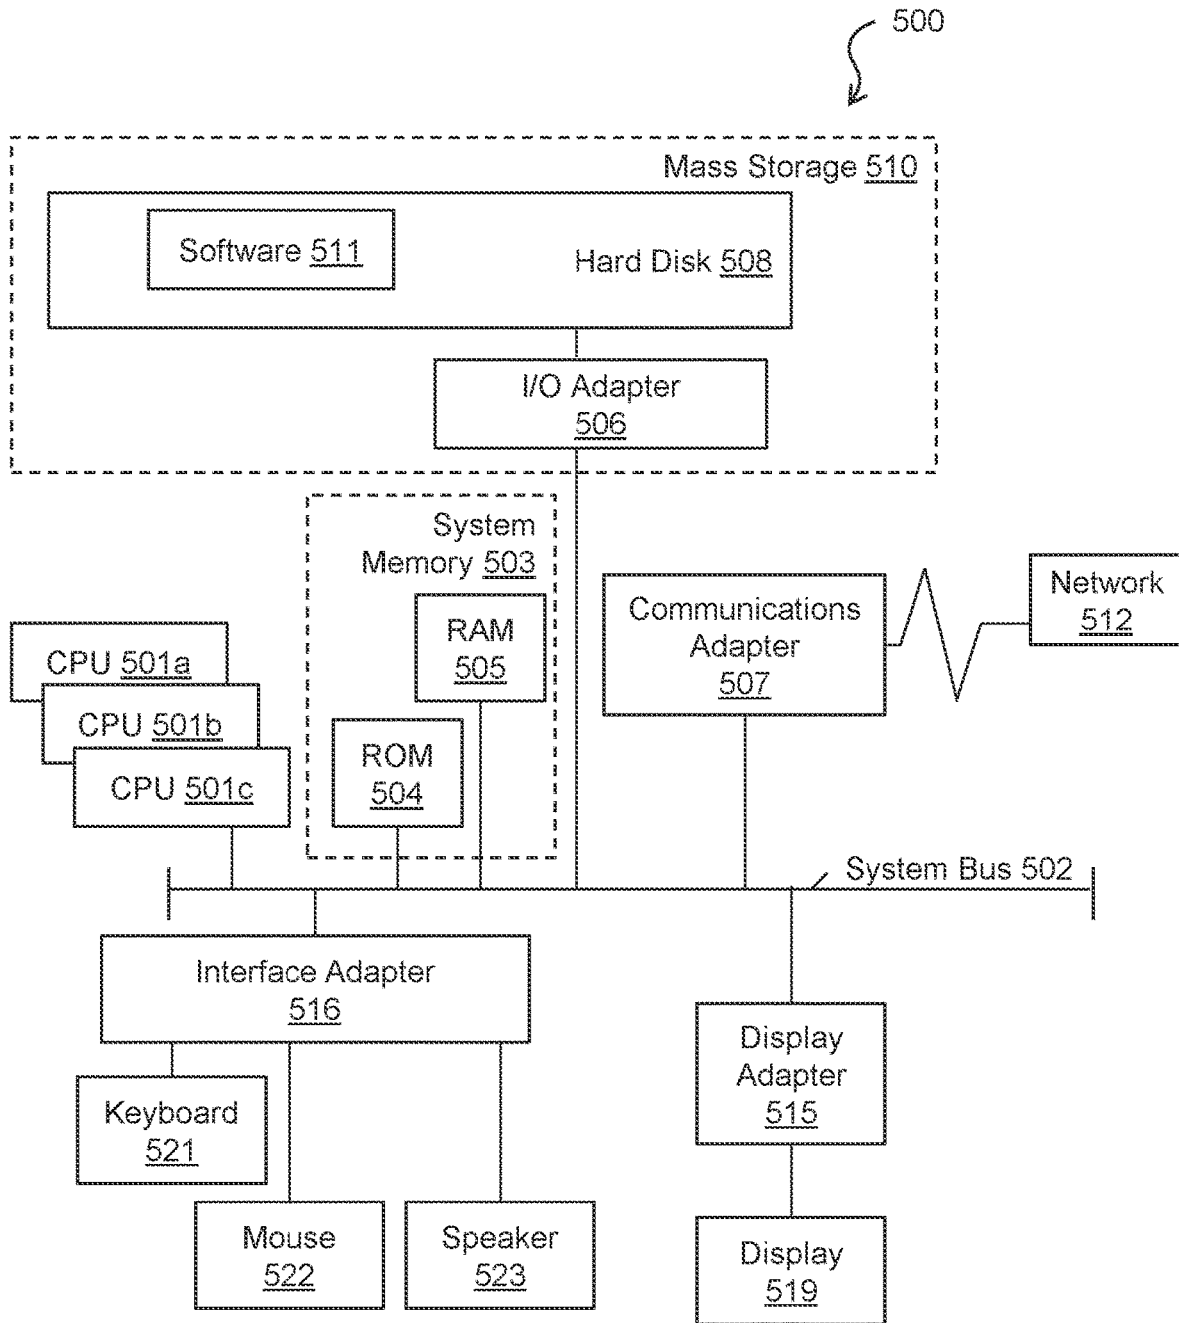 500
Mass Storage 510
Software 511
Hard Disk 508
I/O Adapter
506
System
Memory 503
RAM
505
ROM
504
Communications
Adapter
507
Network
512
CPU 501a
CPU 501b
CPU 501c
System Bus 502
Interface Adapter
516
Display
Adapter
515
Keyboard
521
Mouse
522
Speaker
523
Display
519